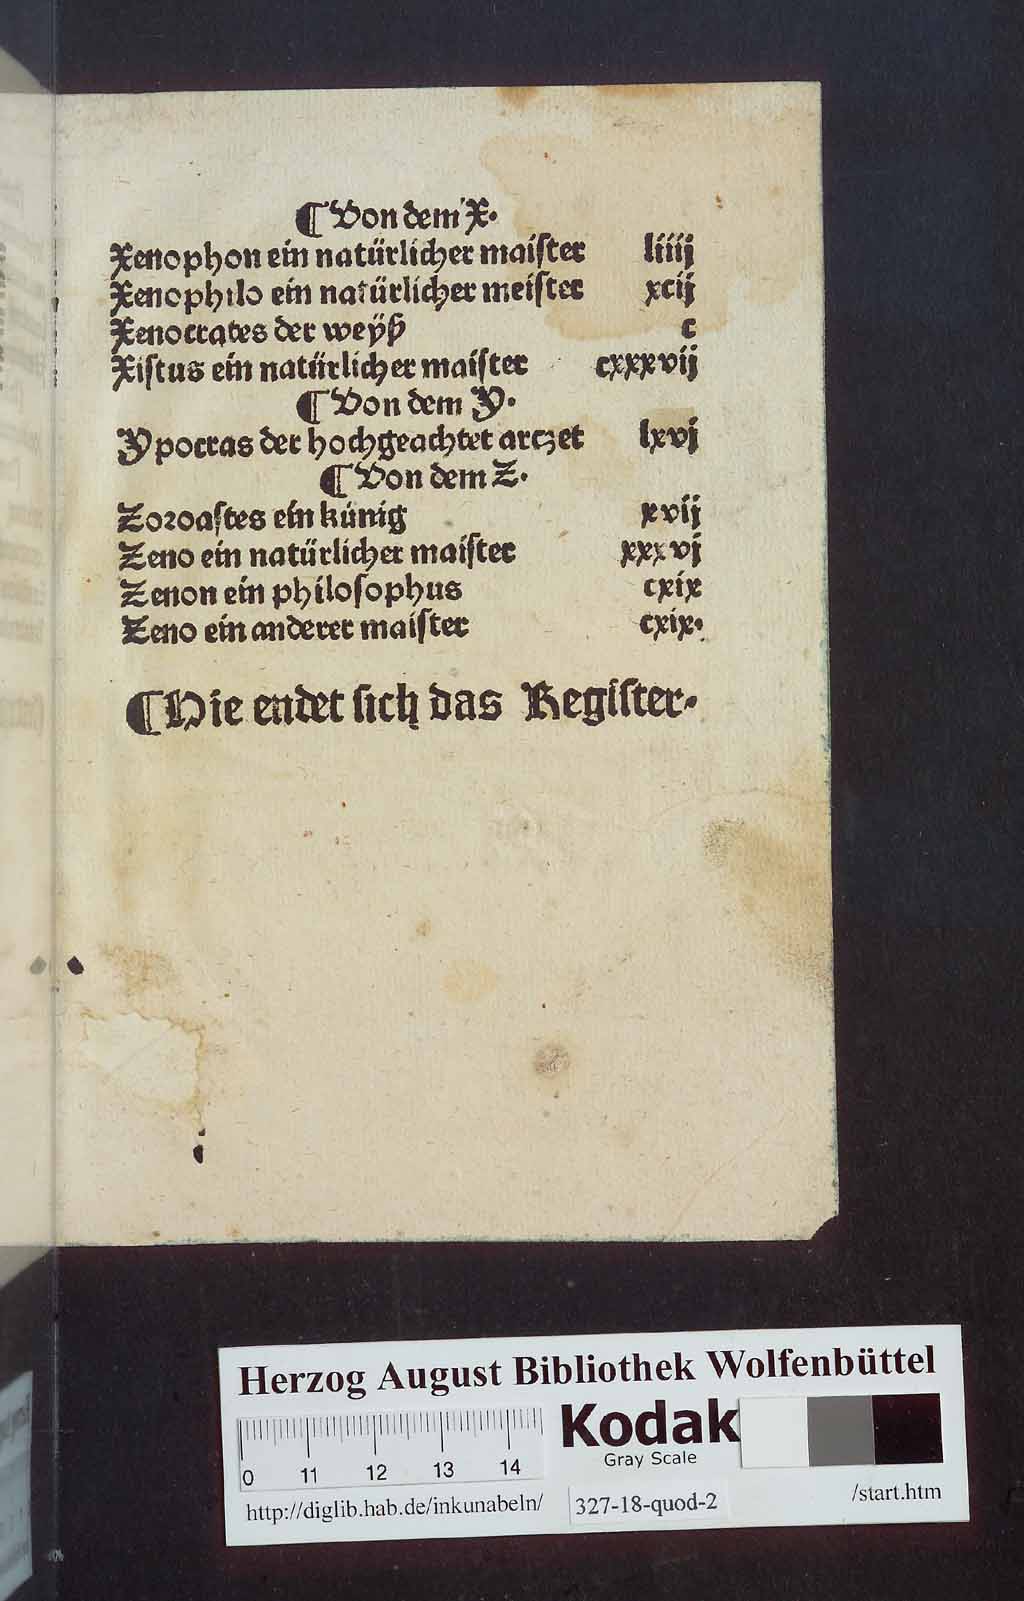 ¶ Von dem X.
Xenophon ein natürlicher maister liiij
Xenophilo ein natürlicher meister xcij
Xenocrates der weÿß c
Xistus ein natürlicher maister cxxxvij
¶ Von dem Y.
Ypocras der hochgeachtet arczet lxvj
¶ Von dem Z.
Zoroastes ein künig xvij
Zeno ein natürlicher maister xxxvj
Zenon ein philosophus cxix
Zeno ein anderer maister cxix.
¶ Hie endet sich das Register.
Herzog August Bibliothek Wolfenbüttel
Kodak
Gray Scale
0 11 12 13 14
http://diglib.hab.de/inkunabeln/ 327-18-quod-2 /start.htm